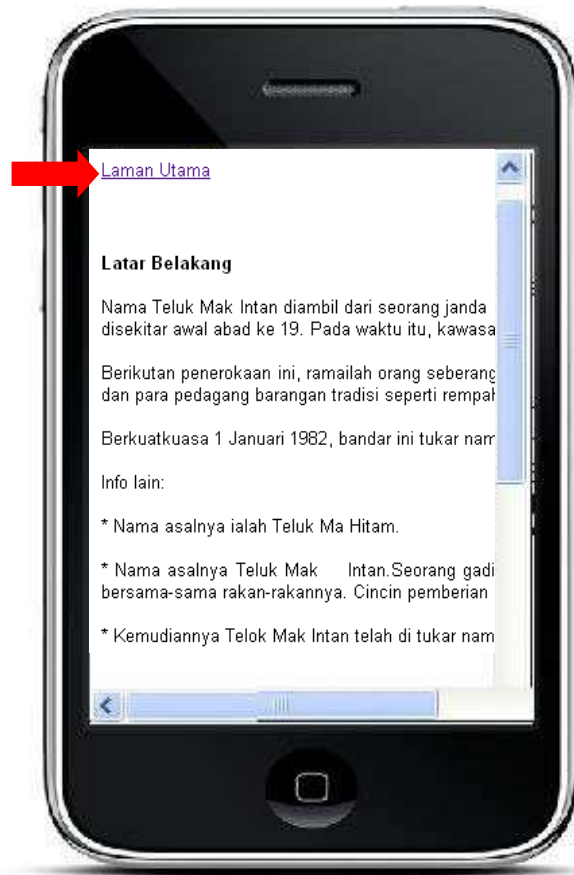 Laman Utama
Latar Belakang
Nama Teluk Mak Intan diambil dari seorang janda
disekitar awal abad ke 19. Pada waktu itu, kawasa
Berikutan penerokaan ini, ramailah orang seberang
dan para pedagang barangan tradisi seperti rempah
Berkuatkuasa 1 Januari 1982, bandar ini tukar nam
Info lain:
* Nama asalnya ialah Teluk Ma Hitam.
* Nama asalnya Teluk Mak Intan.Seorang gadi
bersama-sama rakan-rakannya. Cincin pemberian
* Kemudiannya Telok Mak Intan telah di tukar nam